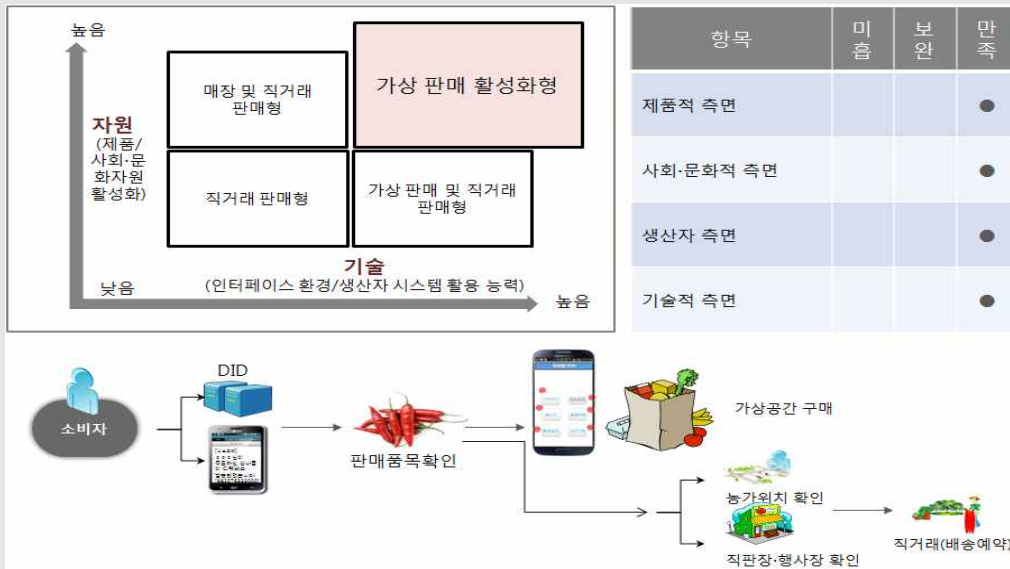 높음
매장 및 직거래
판매형
가상 판매 활성화형
자원
(제품/
사회·문
화자원
활성화)
직거래 판매형
가상 판매 및 직거래
판매형
기술
낮음
(인터페이스 환경/생산자 시스템 활용 능력)
높음
항목
미
흡
보
완
만
족
제품적 측면
●
사회·문화적 측면
●
생산자 측면
●
기술적 측면
●
소비자
DID
판매품목확인
가상공간 구매
농가위치 확인
직판장·행사장 확인
직거래(배송예약)